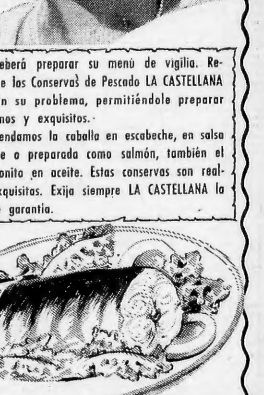 eberá preparar su menú de vigilia. Re-
e las Conservas de Pescado LA CASTELLANA
n su problema, permitiéndole preparar
nos y exquisitos.
endamos la caballa en escabeche, en salsa
e o preparada como salmón, también el
onito en aceite. Estas conservas son real-
xquisitas. Exija siempre LA CASTELLANA la
e garantía.